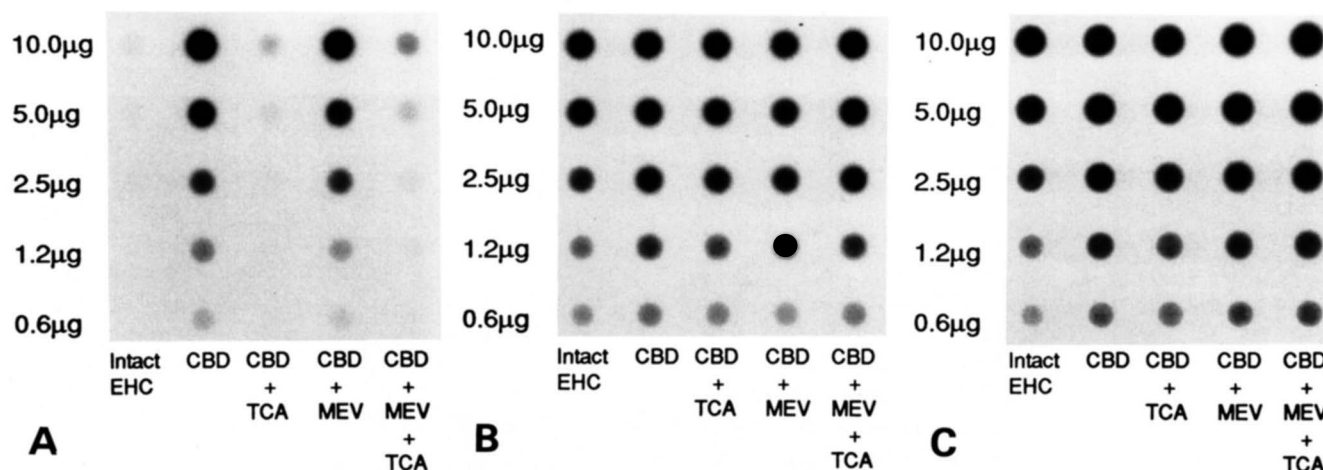 10.0μg
5.0μg
2.5μg
1.2μg
0.6μg
Intact CBD CBD CBD CBD
EHC + + +
TCA MEV MEV
+
TCA
A
10.0μg
5.0μg
2.5μg
1.2μg
0.6μg
Intact CBD CBD CBD CBD
EHC + + +
TCA MEV MEV
+
TCA
B
10.0μg
5.0μg
2.5μg
1.2μg
0.6μg
Intact CBD CBD CBD CBD
EHC + + +
TCA MEV MEV
+
TCA
C